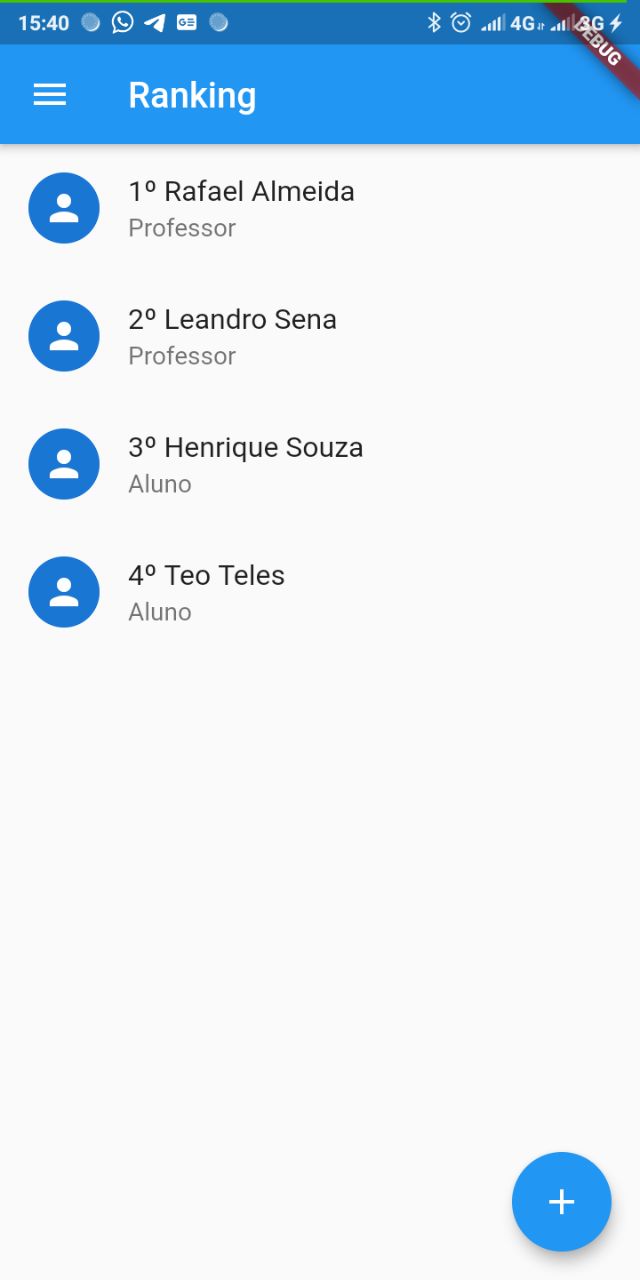 15:40 4G 3G
DEBUG
Ranking
1º Rafael Almeida
Professor
2º Leandro Sena
Professor
3º Henrique Souza
Aluno
4º Teo Teles
Aluno